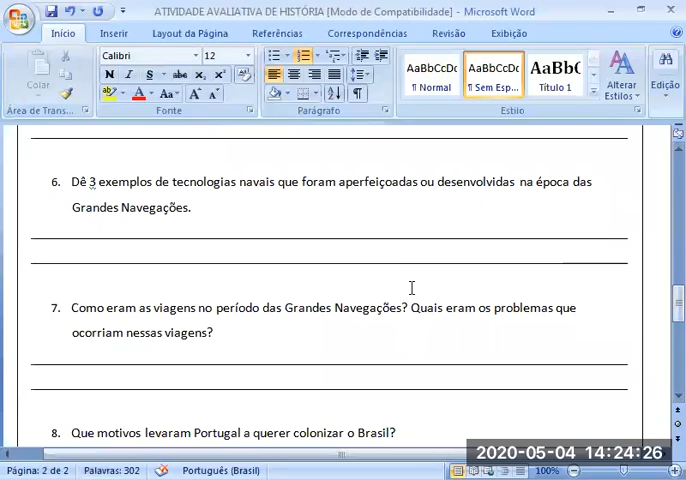 ATIVIDADE AVALIATIVA DE HISTÓRIA [Modo de Compatibilidade] - Microsoft Word
Início Inserir Layout da Página Referências Correspondências Revisão Exibição
Colar
Calibri 12
N I S abc x₂ x²
ab A Aa A A
AaBbCcDc AaBbCcDc AaBbC
¶ Normal ¶ Sem Esp... Título 1
Alterar Estilos
Edição
Área de Trans... Fonte Parágrafo Estilo
6. Dê 3 exemplos de tecnologias navais que foram aperfeiçoadas ou desenvolvidas na época das
Grandes Navegações.
7. Como eram as viagens no período das Grandes Navegações? Quais eram os problemas que
ocorriam nessas viagens?
8. Que motivos levaram Portugal a querer colonizar o Brasil?
2020-05-04 14:24:26
Página: 2 de 2 Palavras: 302 Português (Brasil) 100%